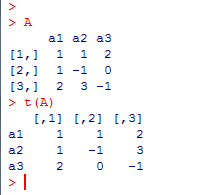 >
> A
     a1 a2 a3
[1,]  1  1  2
[2,]  1 -1  0
[3,]  2  3 -1
> t(A)
   [,1] [,2] [,3]
a1    1    1    2
a2    1   -1    3
a3    2    0   -1
>